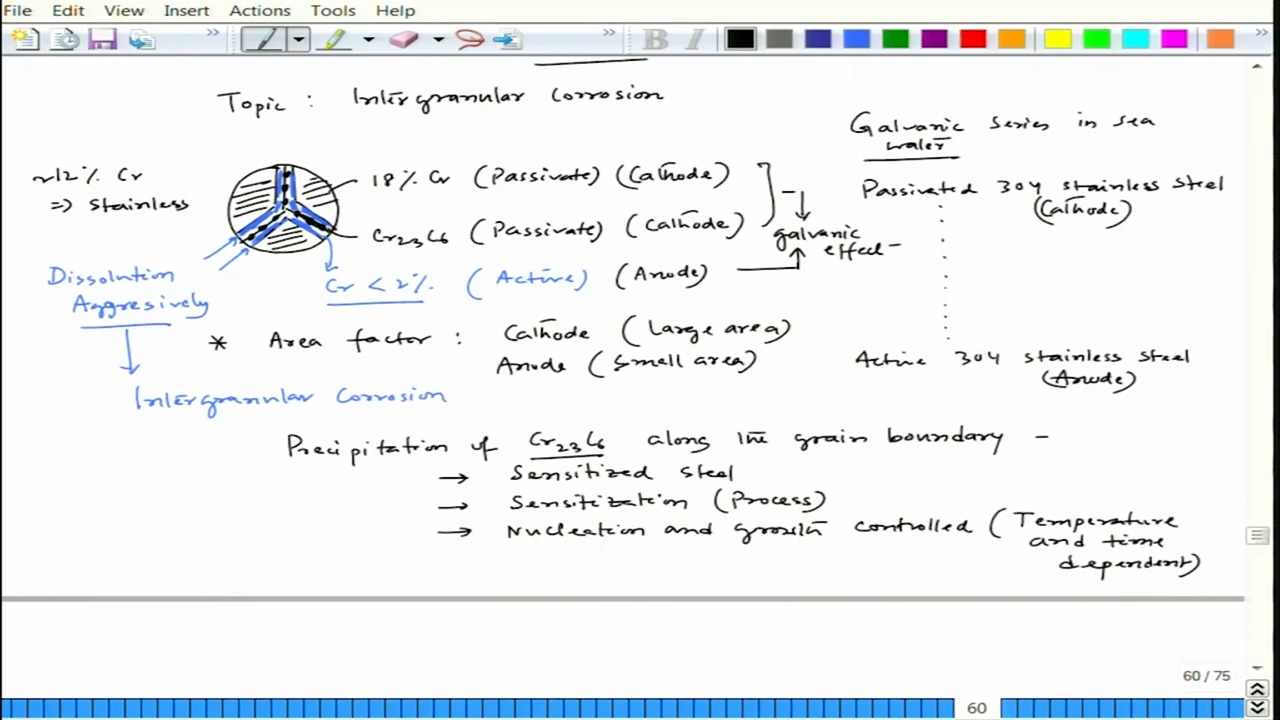 File Edit View Insert Actions Tools Help
B I
Topic : Intergranular Corrosion
~12% Cr
⇒ Stainless
18% Cr (Passivate) (Cathode)
Cr23C6 (Passivate) (Cathode)
Cr < 2% (Active) (Anode)
galvanic
effect
Dissolution
Aggresively
Intergranular Corrosion
* Area factor : Cathode (Large area)
Anode (Small area)
Galvanic Series in sea
water
Passivated 304 stainless steel
(Cathode)
Active 304 stainless steel
(Anode)
Precipitation of Cr23C6 along the grain boundary –
→ Sensitized steel
→ Sensitization (Process)
→ Nucleation and growth controlled (Temperature
and time
dependent)
60 / 75
60